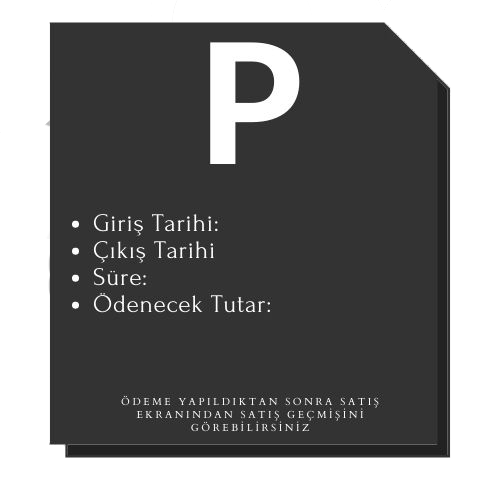 P
Giriş Tarihi:
Çıkış Tarihi
Süre:
Ödenecek Tutar:
ÖDEME YAPILDIKTAN SONRA SATIŞ
EKRANINDAN SATIŞ GEÇMİŞİNİ
GÖREBİLİRSİNİZ